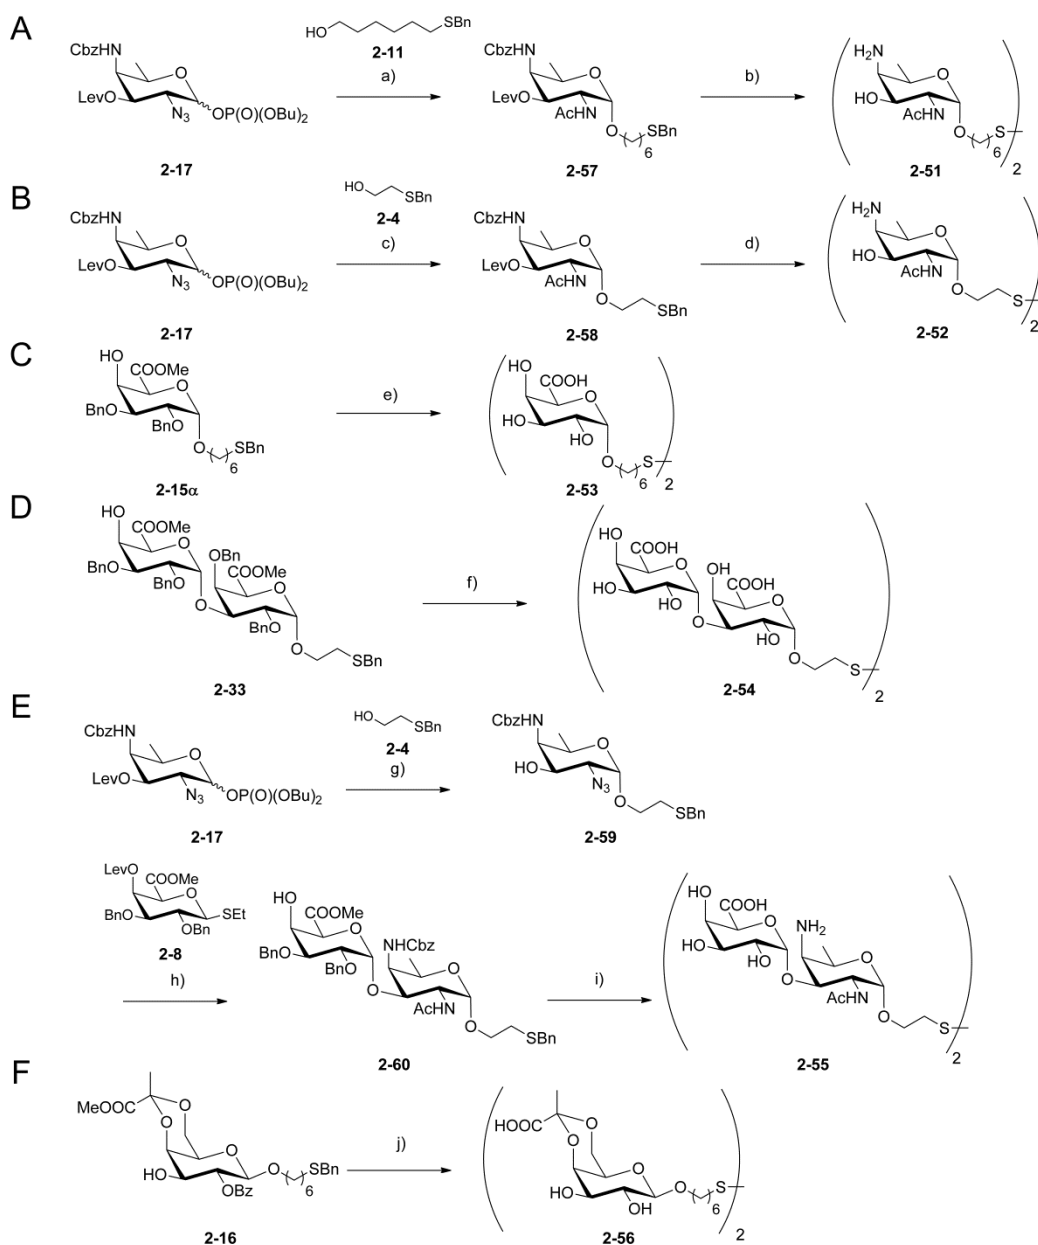 A
HO
SBn
2-11
CbzHN
O
LevO
N3
OP(O)(OBu)2
2-17
a)
CbzHN
O
LevO
AcHN
O
SBn
6
2-57
b)
H2N
O
HO
AcHN
O
S
6
2
2-51
B
HO
SBn
2-4
CbzHN
O
LevO
N3
OP(O)(OBu)2
2-17
c)
CbzHN
O
LevO
AcHN
O
SBn
2-58
d)
H2N
O
HO
AcHN
O
S
2
2-52
C
HO
COOMe
O
BnO
BnO
O
SBn
6
2-15α
e)
HO
COOH
O
HO
HO
O
S
6
2
2-53
D
HO
COOMe
O
BnO
BnO
OBn
COOMe
O
O
BnO
O
SBn
2-33
f)
HO
COOH
O
HO
HO
OH
COOH
O
O
HO
O
S
2
2-54
E
HO
SBn
2-4
CbzHN
O
LevO
N3
OP(O)(OBu)2
2-17
g)
CbzHN
O
HO
N3
O
SBn
2-59
LevO
COOMe
O
BnO
OBn
SEt
2-8
h)
HO
COOMe
O
BnO
BnO
NHCbz
O
O
AcHN
O
SBn
2-60
i)
HO
COOH
O
HO
HO
NH2
O
O
AcHN
O
S
2
2-55
F
MeOOC
O
O
O
HO
OBz
O
SBn
6
2-16
j)
HOOC
O
O
O
HO
OH
O
S
6
2
2-56